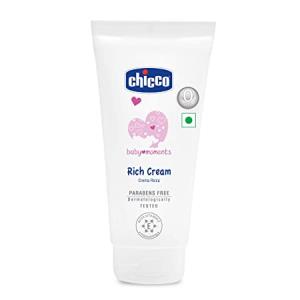 chicco
baby moments
Rich Cream
Crema Ricca
PARABENS FREE
Dermatologically
TESTED
E